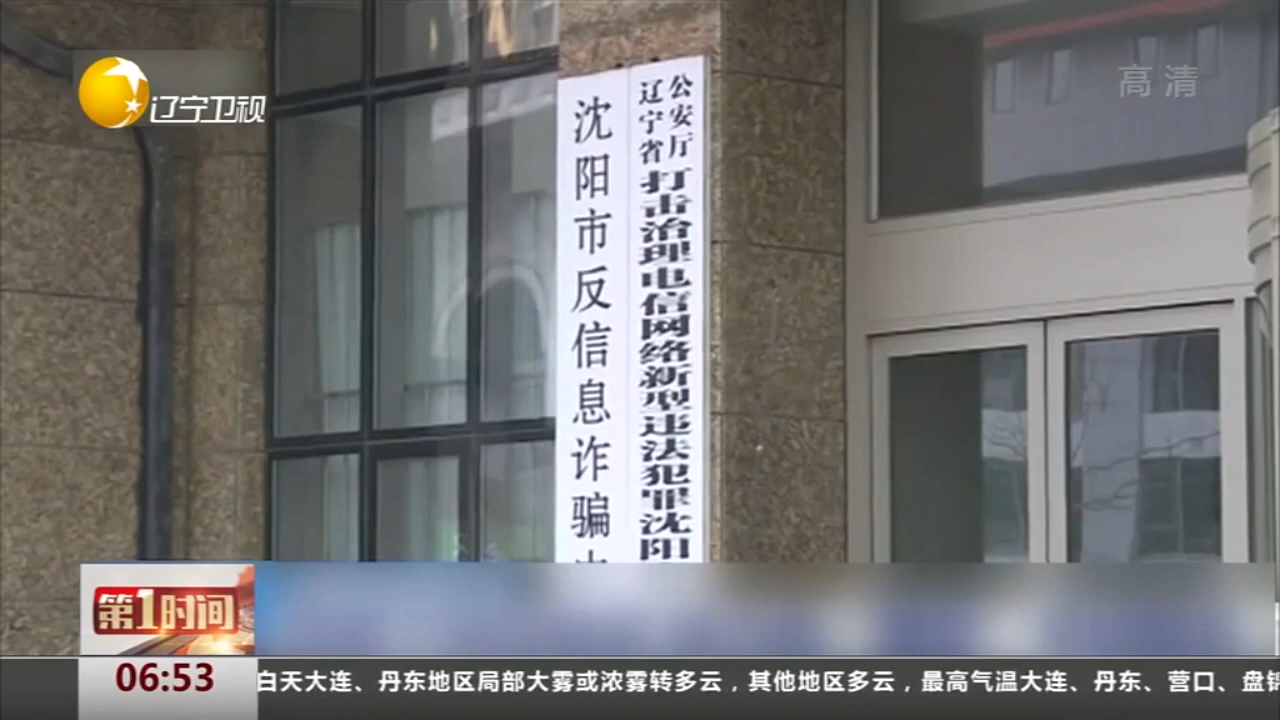 辽宁卫视
高清
公安厅
辽宁省
打击治理电信网络新型违法犯罪沈阳
沈阳市反信息诈骗
第1时间
06:53
白天大连、丹东地区局部大雾或浓雾转多云，其他地区多云，最高气温大连、丹东、营口、盘锦